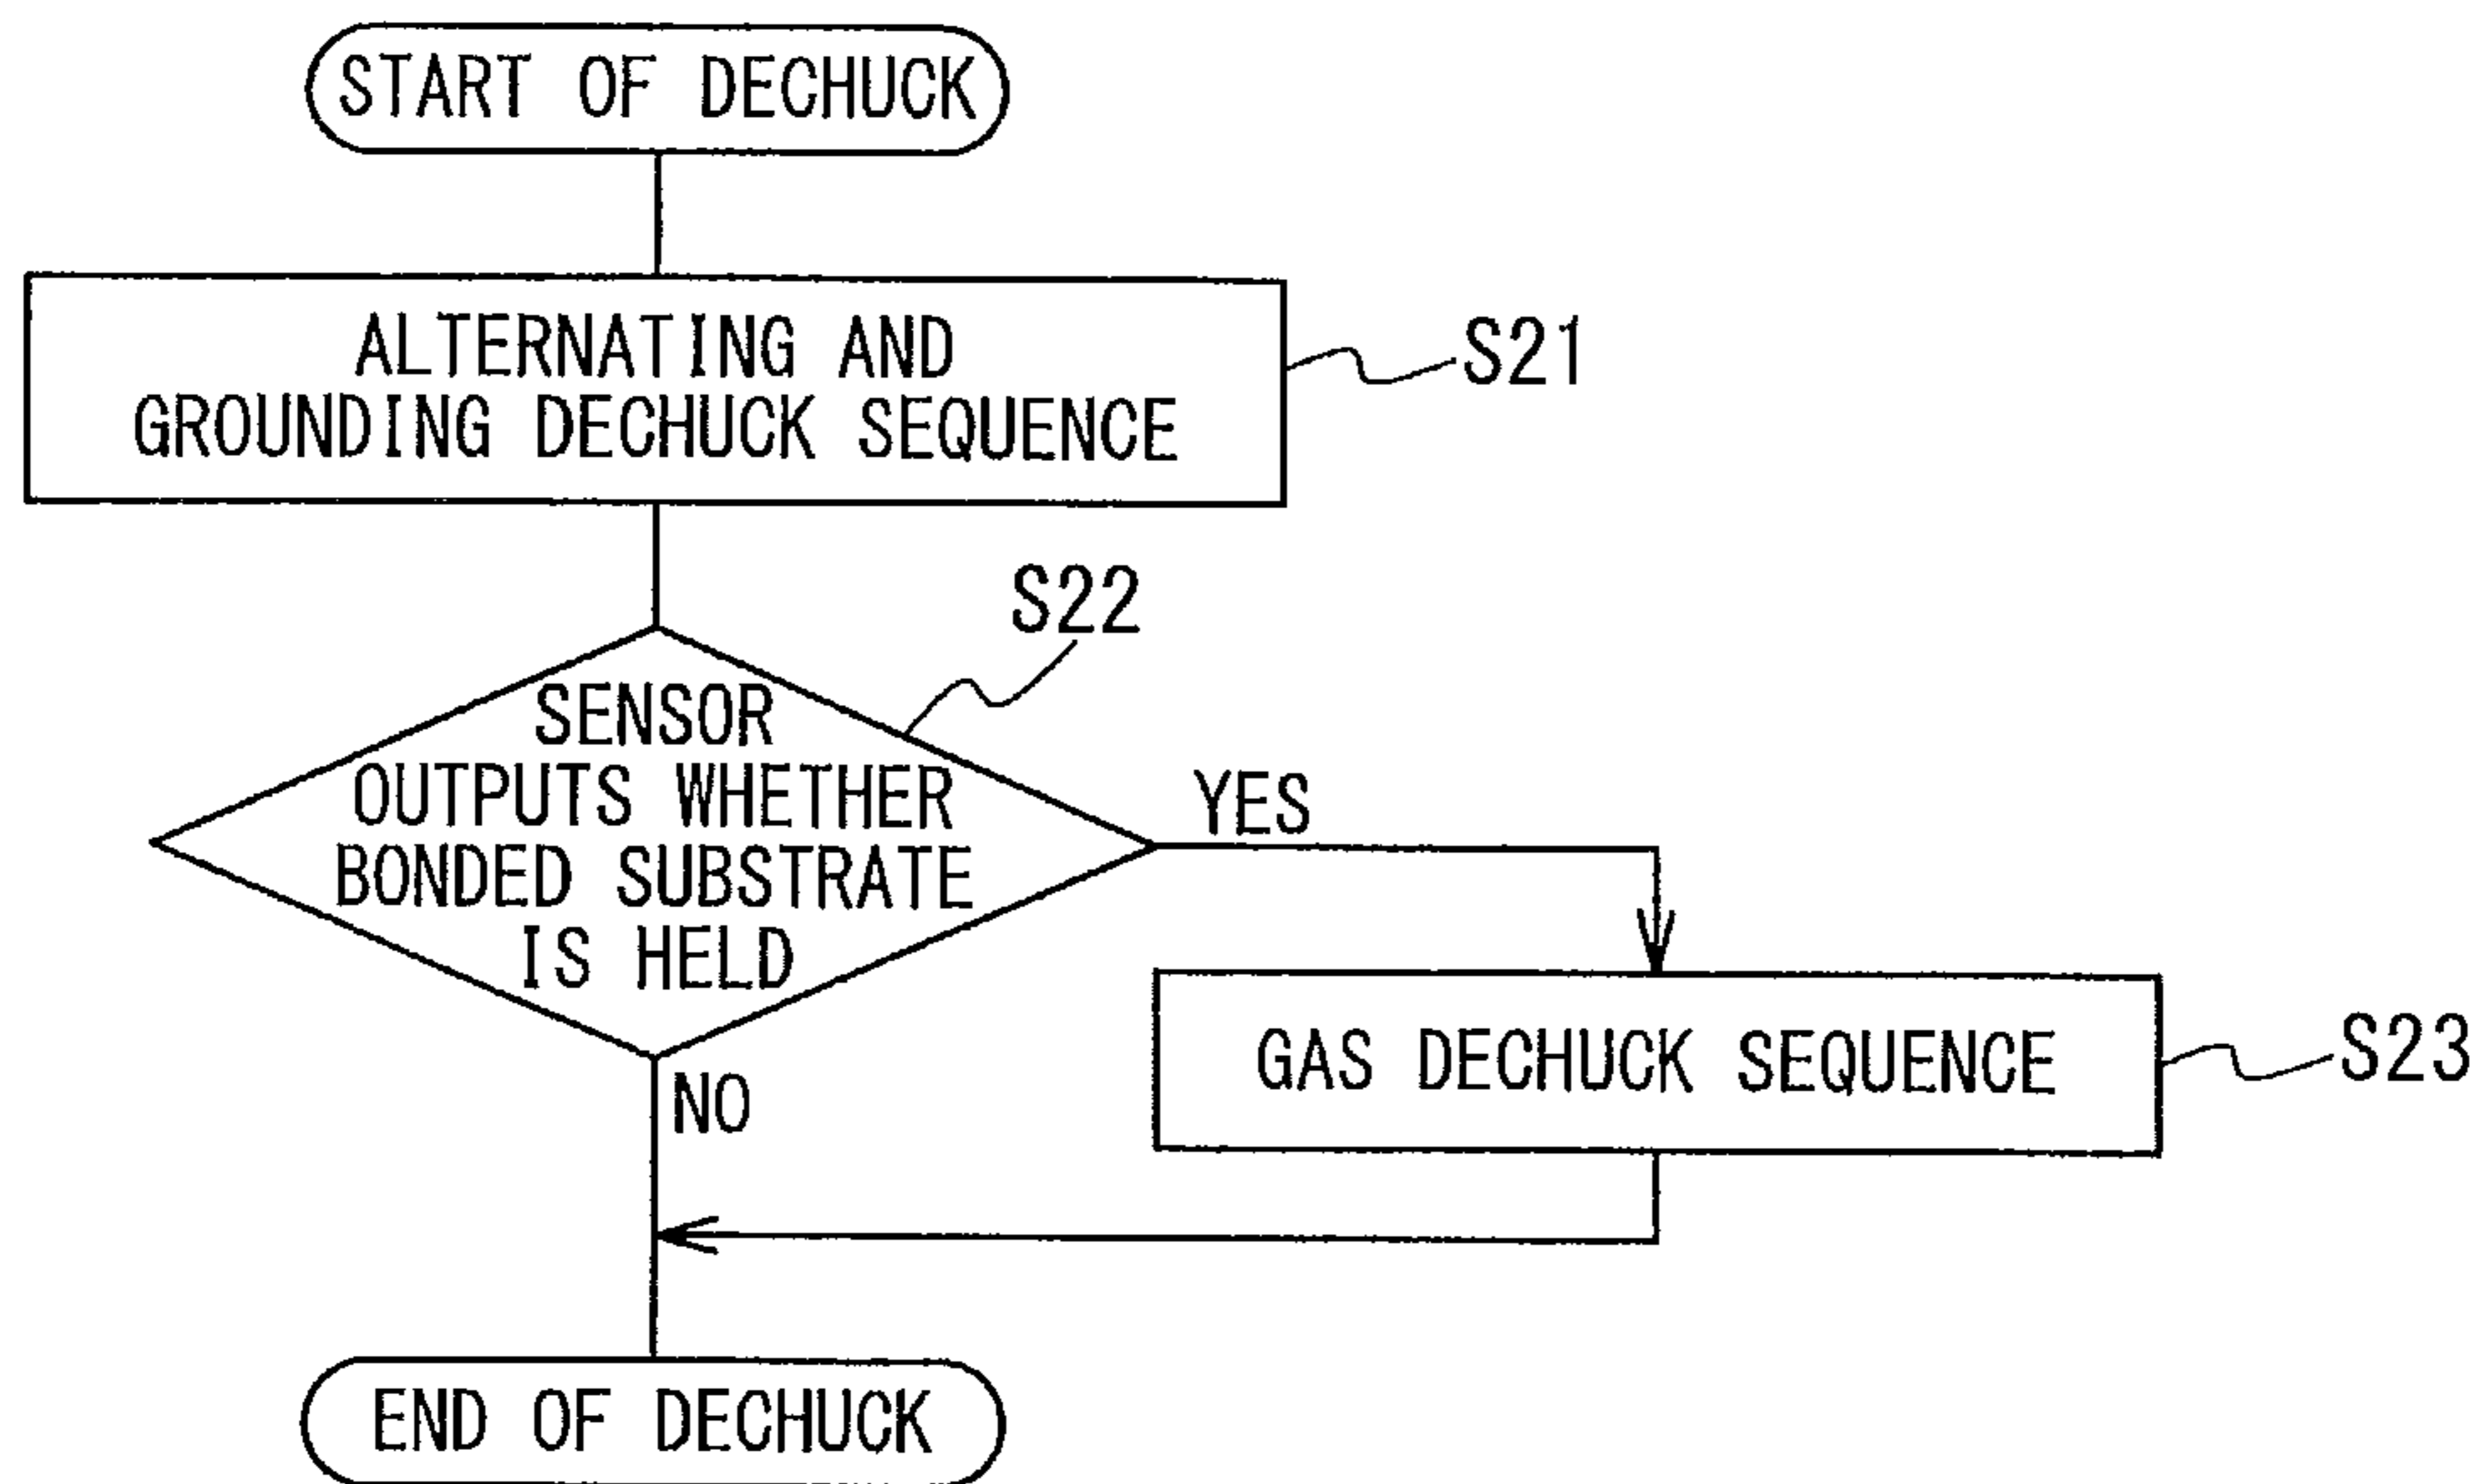 START OF DECHUCK
ALTERNATING AND
GROUNDING DECHUCK SEQUENCE
S21
S22
SENSOR
OUTPUTS WHETHER
BONDED SUBSTRATE
IS HELD
YES
NO
GAS DECHUCK SEQUENCE
S23
END OF DECHUCK